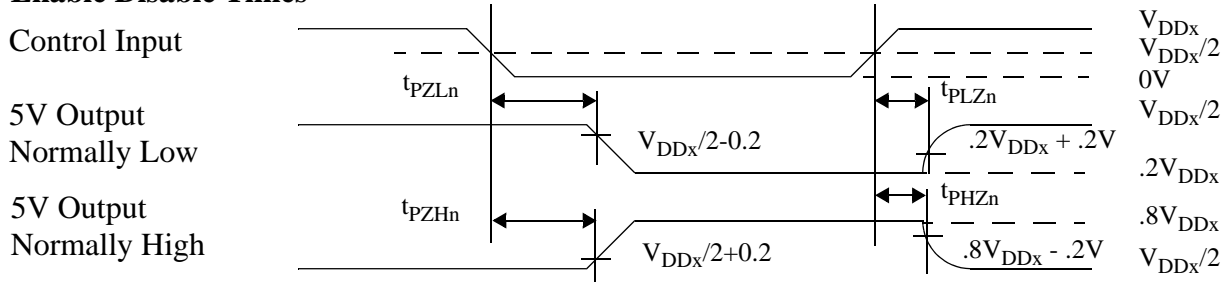 Enable Disable Times
Control Input
V_DDx
V_DDx/2
0V
t_PZLn
t_PLZn
5V Output
Normally Low
V_DDx/2
V_DDx/2-0.2
.2V_DDx + .2V
.2V_DDx
5V Output
Normally High
t_PZHn
t_PHZn
.8V_DDx
V_DDx/2+0.2
.8V_DDx - .2V
V_DDx/2